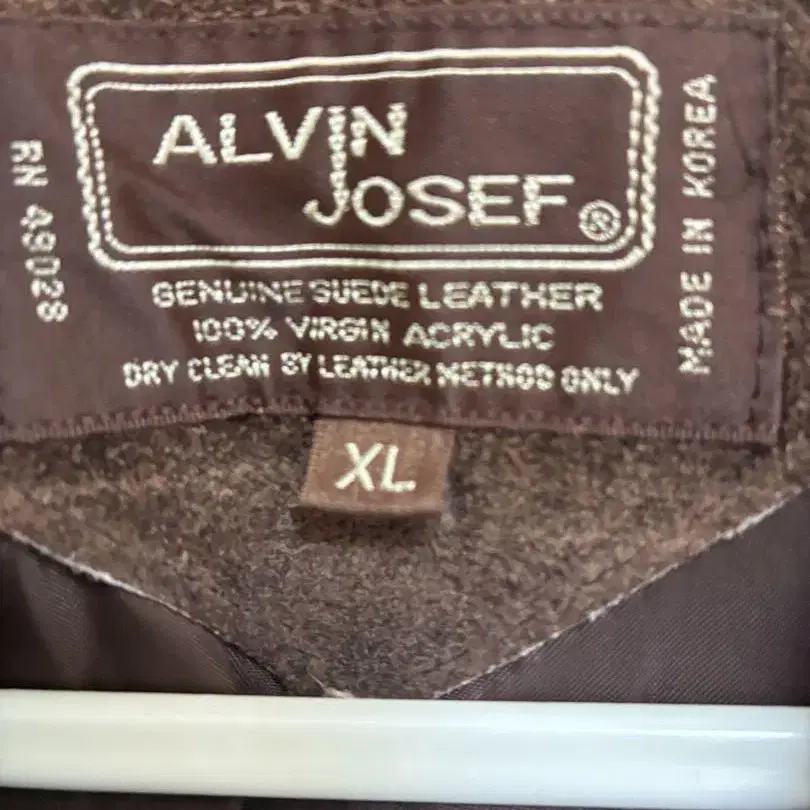 ALVIN
JOSEF®
GENUINE SUEDE LEATHER
100% VIRGIN ACRYLIC
DRY CLEAN BY LEATHER METHOD ONLY
RN 49028
MADE IN KOREA
XL